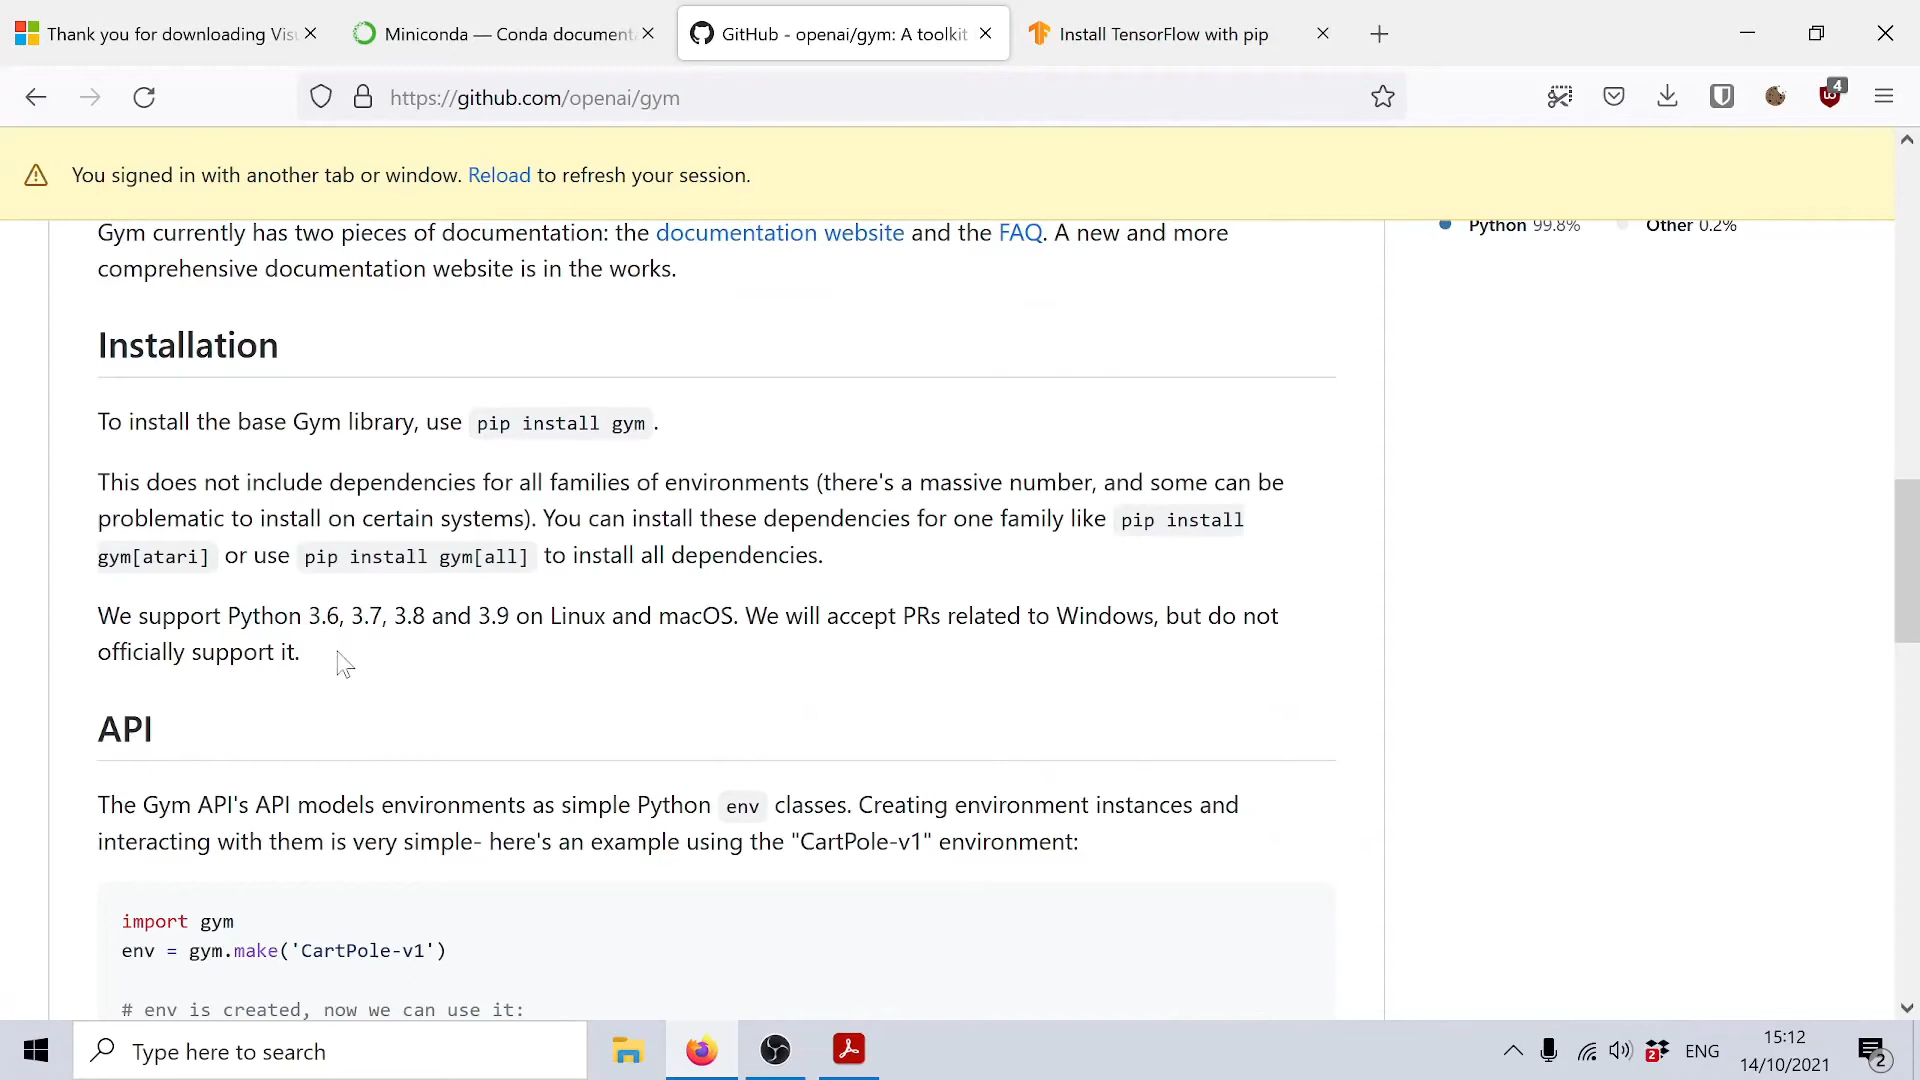 Thank you for downloading Visu
Miniconda — Conda document
GitHub - openai/gym: A toolkit
Install TensorFlow with pip
https://github.com/openai/gym
4
You signed in with another tab or window. Reload to refresh your session.
Gym currently has two pieces of documentation: the documentation website and the FAQ. A new and more
comprehensive documentation website is in the works.
Python 99.8%
Other 0.2%
Installation
To install the base Gym library, use pip install gym .
This does not include dependencies for all families of environments (there's a massive number, and some can be
problematic to install on certain systems). You can install these dependencies for one family like pip install
gym[atari] or use pip install gym[all] to install all dependencies.
We support Python 3.6, 3.7, 3.8 and 3.9 on Linux and macOS. We will accept PRs related to Windows, but do not
officially support it.
API
The Gym API's API models environments as simple Python env classes. Creating environment instances and
interacting with them is very simple- here's an example using the "CartPole-v1" environment:
import gym
env = gym.make('CartPole-v1')
# env is created, now we can use it:
Type here to search
2
ENG
15:12
14/10/2021
2